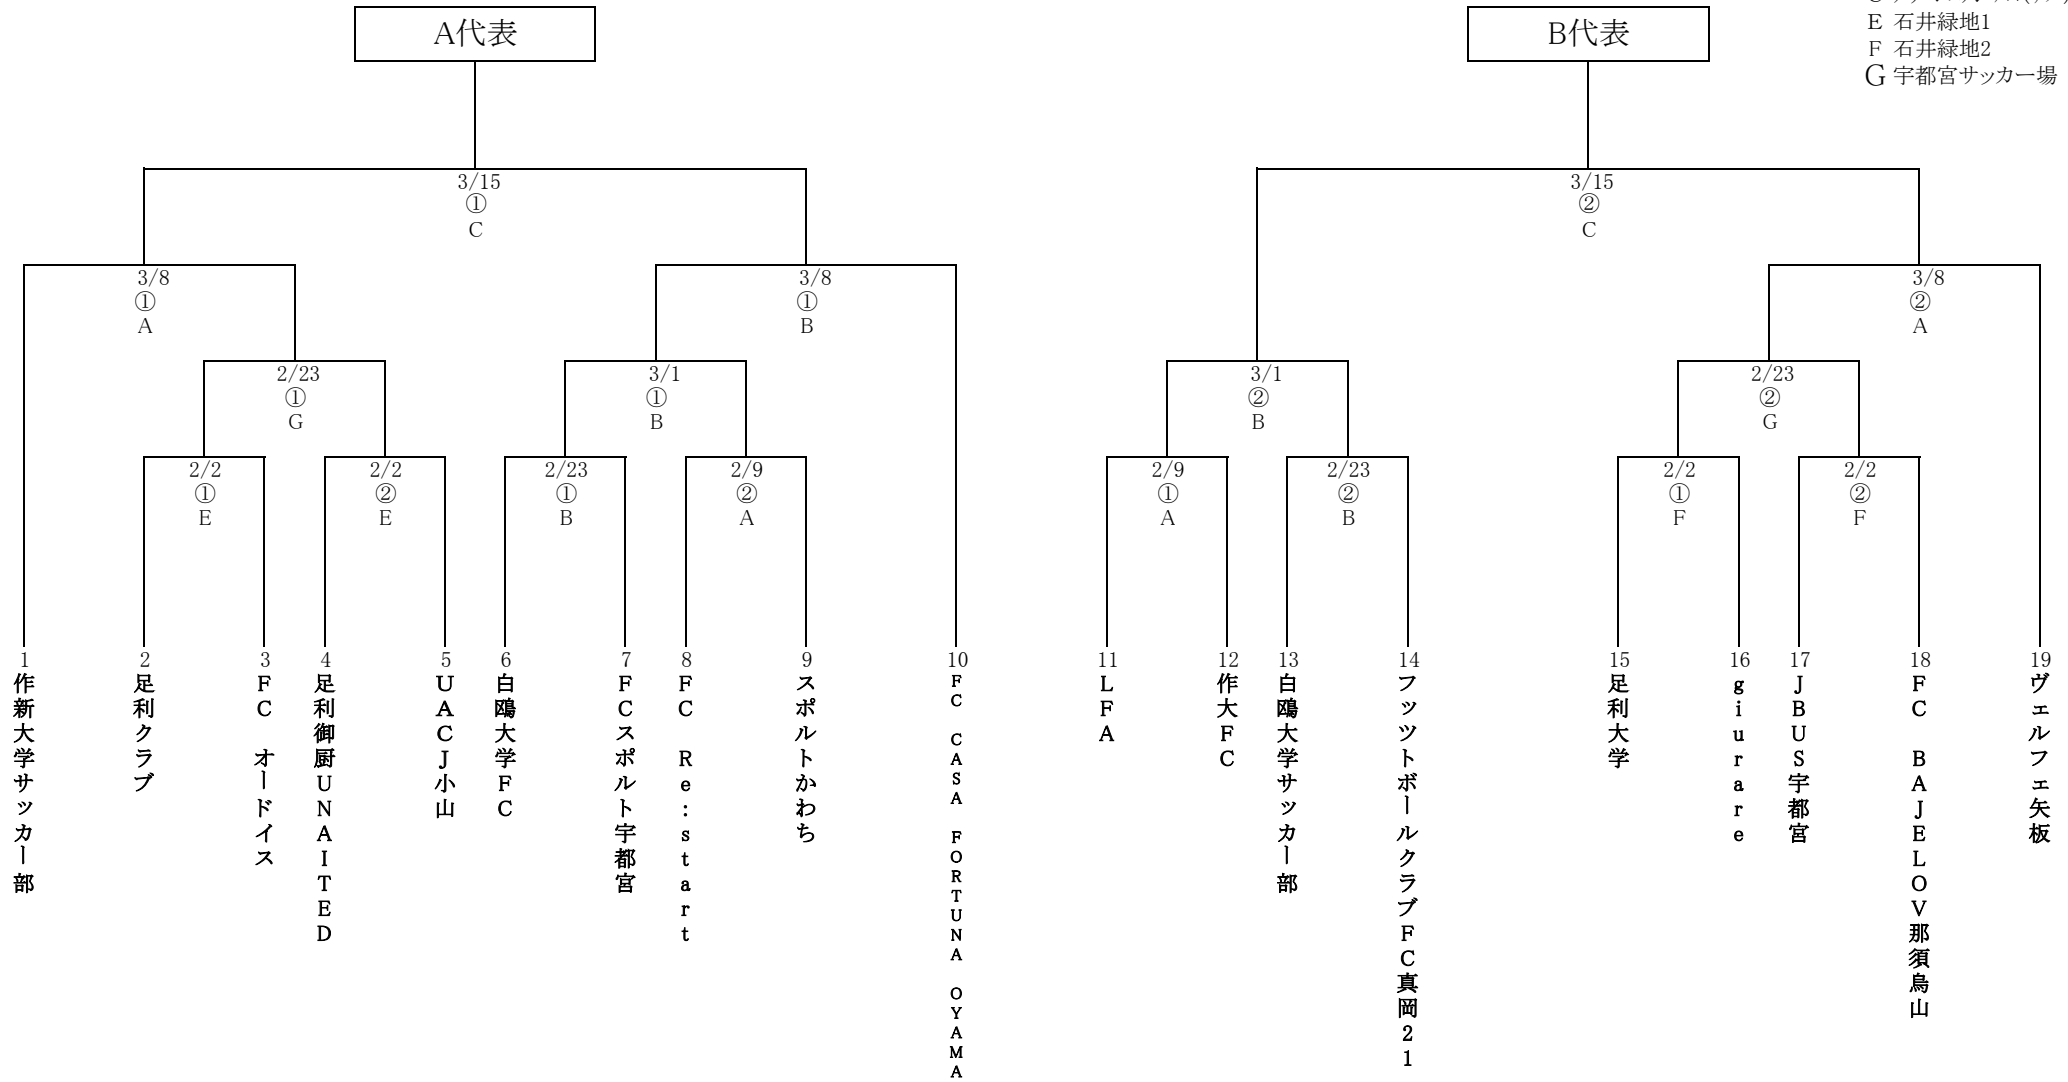 A代表
B代表
E 石井緑地1
F 石井緑地2
G 宇都宮サッカー場
3/15
①
C
3/15
②
C
3/8
①
A
3/8
①
B
3/8
②
A
2/23
①
G
3/1
①
B
3/1
②
B
2/23
②
G
2/2
①
E
2/2
②
E
2/23
①
B
2/9
②
A
2/9
①
A
2/23
②
B
2/2
①
F
2/2
②
F
1
作新大学サッカー部
2
足利クラブ
3
FC オードイス
4
足利御厨UNAITED
5
UACJ小山
6
白鴎大学FC
7
FCスポルト宇都宮
8
FC Re:start
9
スポルトかわち
10
FC CASA FORTUNA OYAMA
11
LFA
12
作大FC
13
白鴎大学サッカー部
14
フッツトボールクラブFC真岡21
15
足利大学
16
giurare
17
JBUS宇都宮
18
FC BAJELOV那須烏山
19
ヴェルフェ矢板